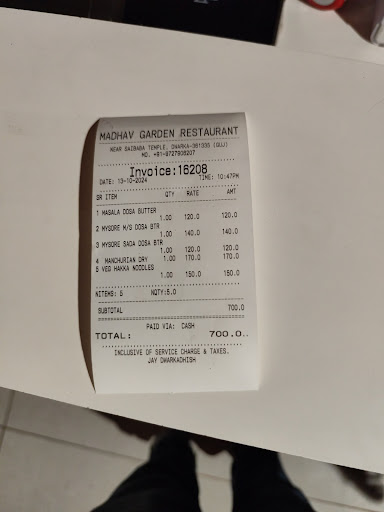 MADHAV GARDEN RESTAURANT
NEAR SAIBABA TEMPLE, DWARKA-361335 (GUJ)
MO. +91-9727936207
Invoice:16208
DATE: 13-10-2024 TIME: 10:47PM
SR ITEM QTY RATE AMT
1 MASALA DOSA BUTTER
1.00 120.0 120.0
2 MYSORE M/S DOSA BTR
1.00 140.0 140.0
3 MYSORE SADA DOSA BTR
1.00 120.0 120.0
4 MANCHURIAN DRY 1.00 170.0 170.0
5 VEG HAKKA NOODLES
1.00 150.0 150.0
NITEMS: 5 NQTY:5.0
SUBTOTAL 700.0
PAID VIA: CASH
TOTAL: 700.0..
INCLUSIVE OF SERVICE CHARGE & TAXES.
JAY DWARKADHISH